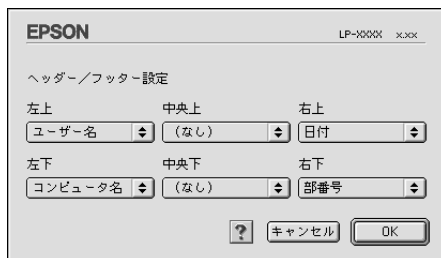 EPSON LP-XXXX x.xx
ヘッダー/フッター設定
左上 中央上 右上
ユーザー名 (なし) 日付
左下 中央下 右下
コンピュータ名 (なし) 部番号
? キャンセル OK